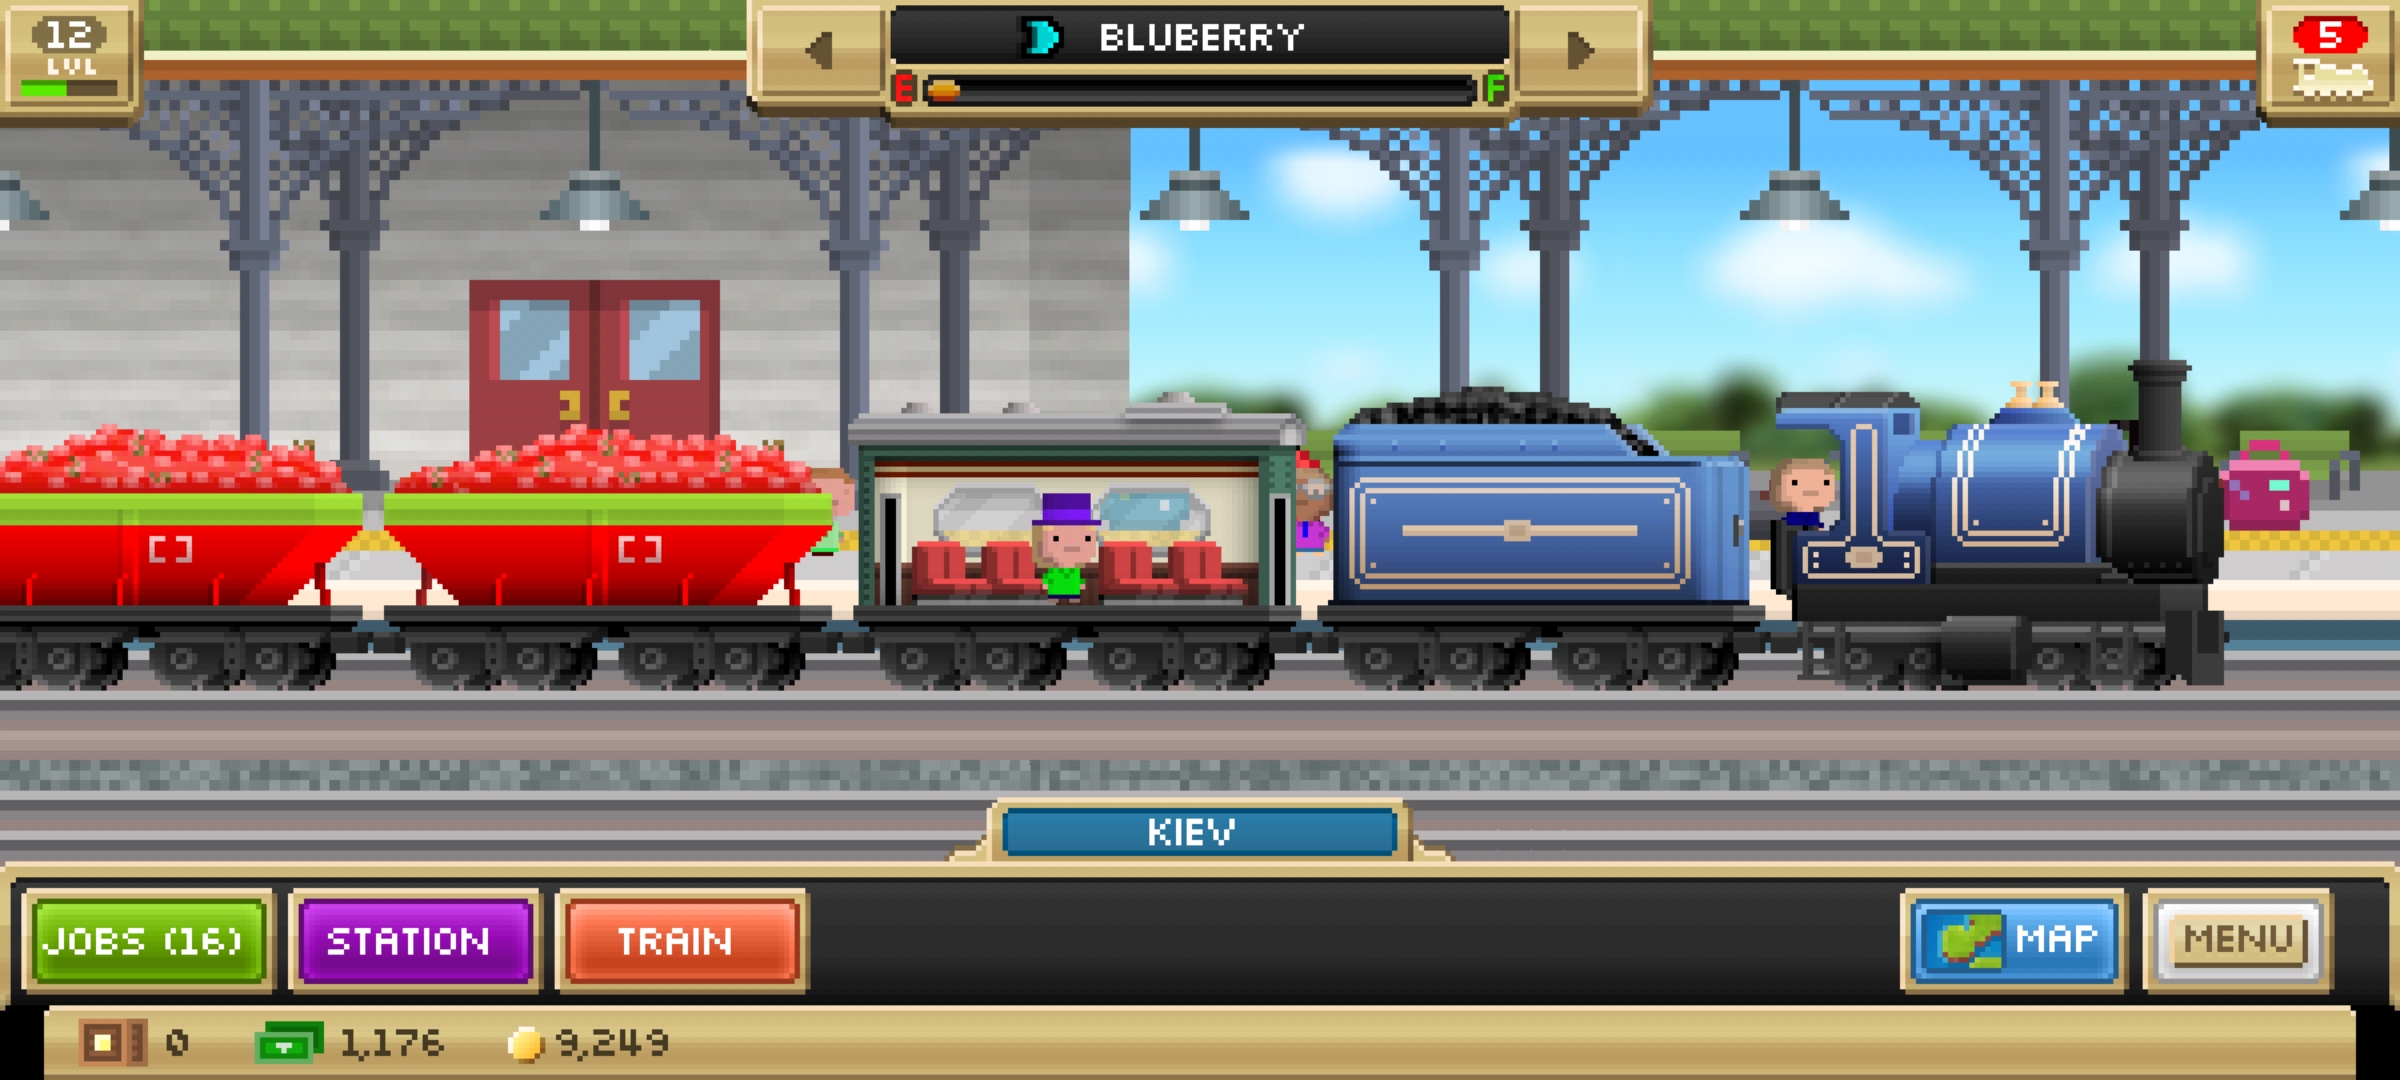 12
LVL
BLUBERRY
E F
5
KIEV
JOBS (16)
STATION
TRAIN
MAP
MENU
0
1,176
9,249